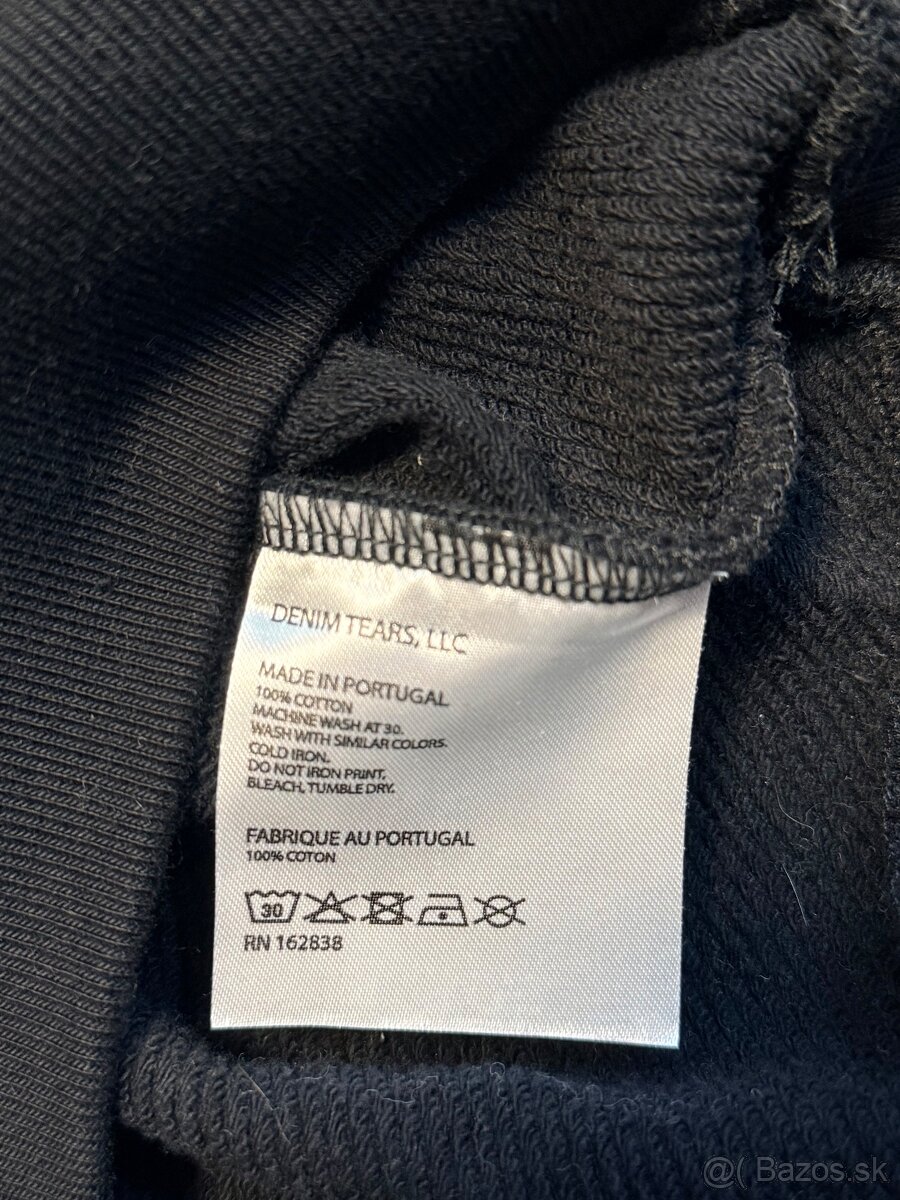 DENIM TEARS, LLC
MADE IN PORTUGAL
100% COTTON
MACHINE WASH AT 30.
WASH WITH SIMILAR COLORS.
COLD IRON.
DO NOT IRON PRINT,
BLEACH, TUMBLE DRY.
FABRIQUE AU PORTUGAL
100% COTON
30
RN 162838
@( Bazos.sk